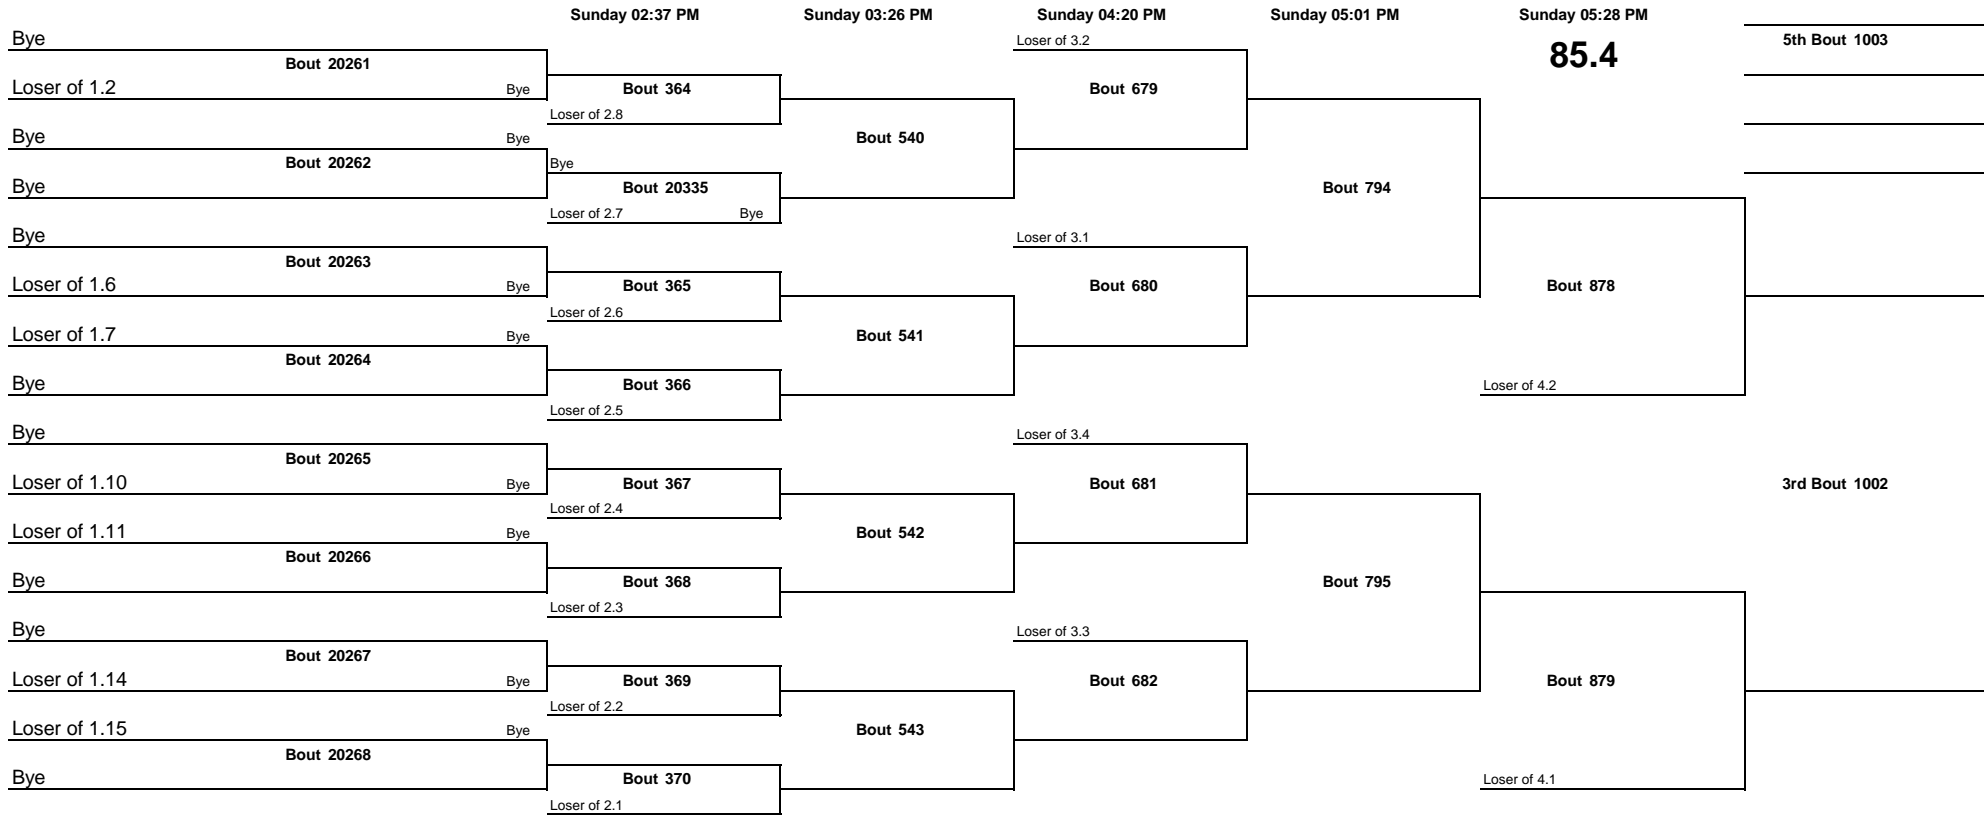 Sunday 02:37 PM Sunday 03:26 PM Sunday 04:20 PM Sunday 05:01 PM Sunday 05:28 PM
Bye Loser of 3.2 85.4 5th Bout 1003
Bout 20261
Loser of 1.2 Bye Bout 364 Bout 679
Loser of 2.8
Bye Bye Bout 540
Bout 20262 Bye
Bye Bout 20335 Bout 794
Loser of 2.7 Bye
Bye Loser of 3.1
Bout 20263
Loser of 1.6 Bye Bout 365 Bout 680 Bout 878
Loser of 2.6
Loser of 1.7 Bye Bout 541
Bout 20264
Bye Bout 366 Loser of 4.2
Loser of 2.5
Bye Loser of 3.4
Bout 20265
Loser of 1.10 Bye Bout 367 Bout 681 3rd Bout 1002
Loser of 2.4
Loser of 1.11 Bye Bout 542
Bout 20266
Bye Bout 368 Bout 795
Loser of 2.3
Bye Loser of 3.3
Bout 20267
Loser of 1.14 Bye Bout 369 Bout 682 Bout 879
Loser of 2.2
Loser of 1.15 Bye Bout 543
Bout 20268
Bye Bout 370 Loser of 4.1
Loser of 2.1